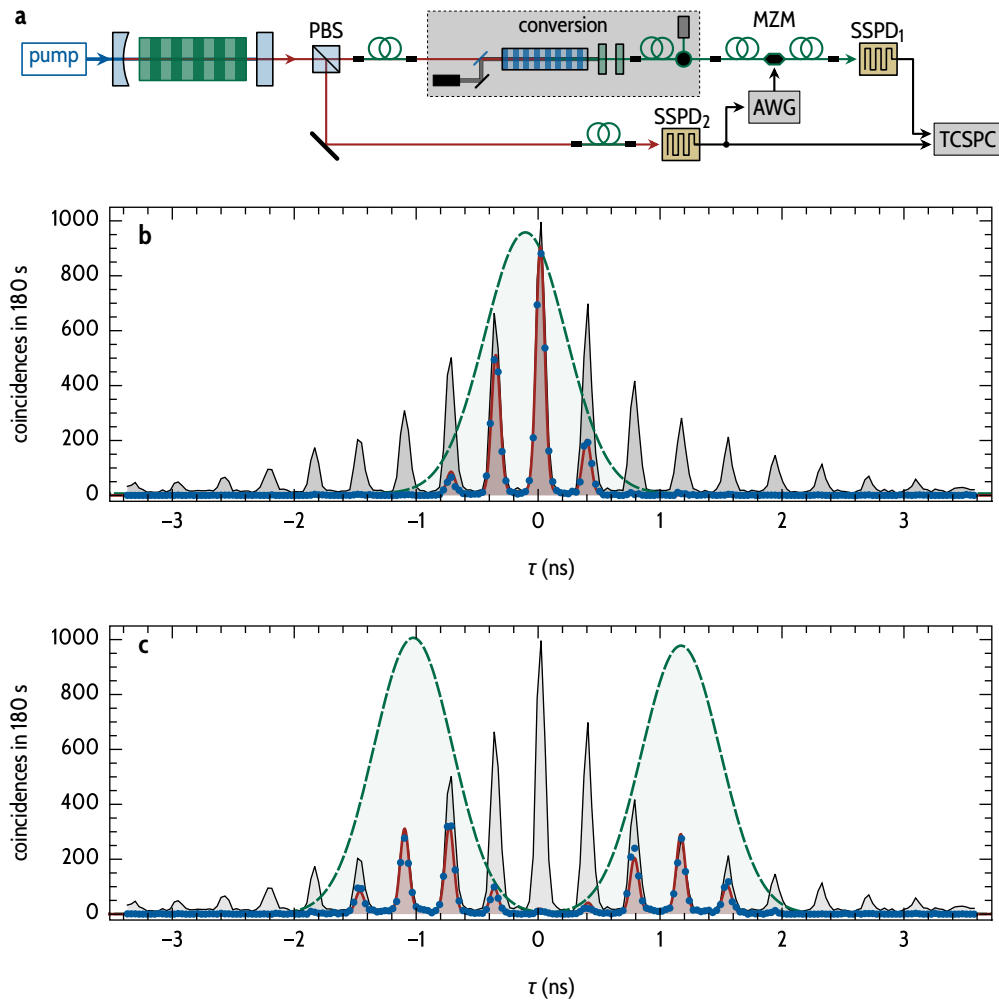 a
pump
PBS
conversion
MZM
SSPD1
SSPD2
AWG
TCSPC
b
coincidences in 180 s
1000
800
600
400
200
0
−3 −2 −1 0 1 2 3
τ (ns)
c
coincidences in 180 s
1000
800
600
400
200
0
−3 −2 −1 0 1 2 3
τ (ns)